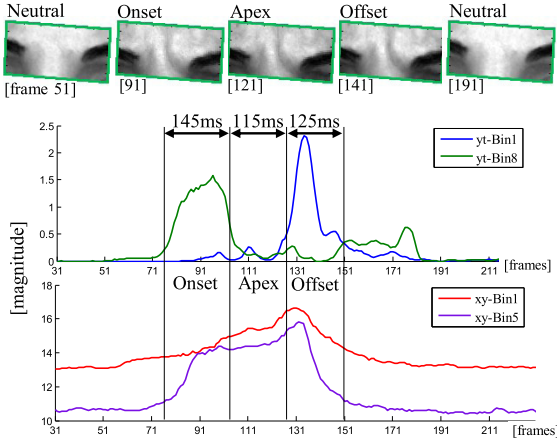 Neutral Onset Apex Offset Neutral
[frame 51] [91] [121] [141] [191]
145ms 115ms 125ms
2.5
2
1.5
1
0.5
0
yt-Bin1
yt-Bin8
31 51 71 91 111 131 151 171 191 211 [frames]
[magnitude]
Onset Apex Offset
18
16
14
12
10
xy-Bin1
xy-Bin5
31 51 71 91 111 131 151 171 191 211 [frames]